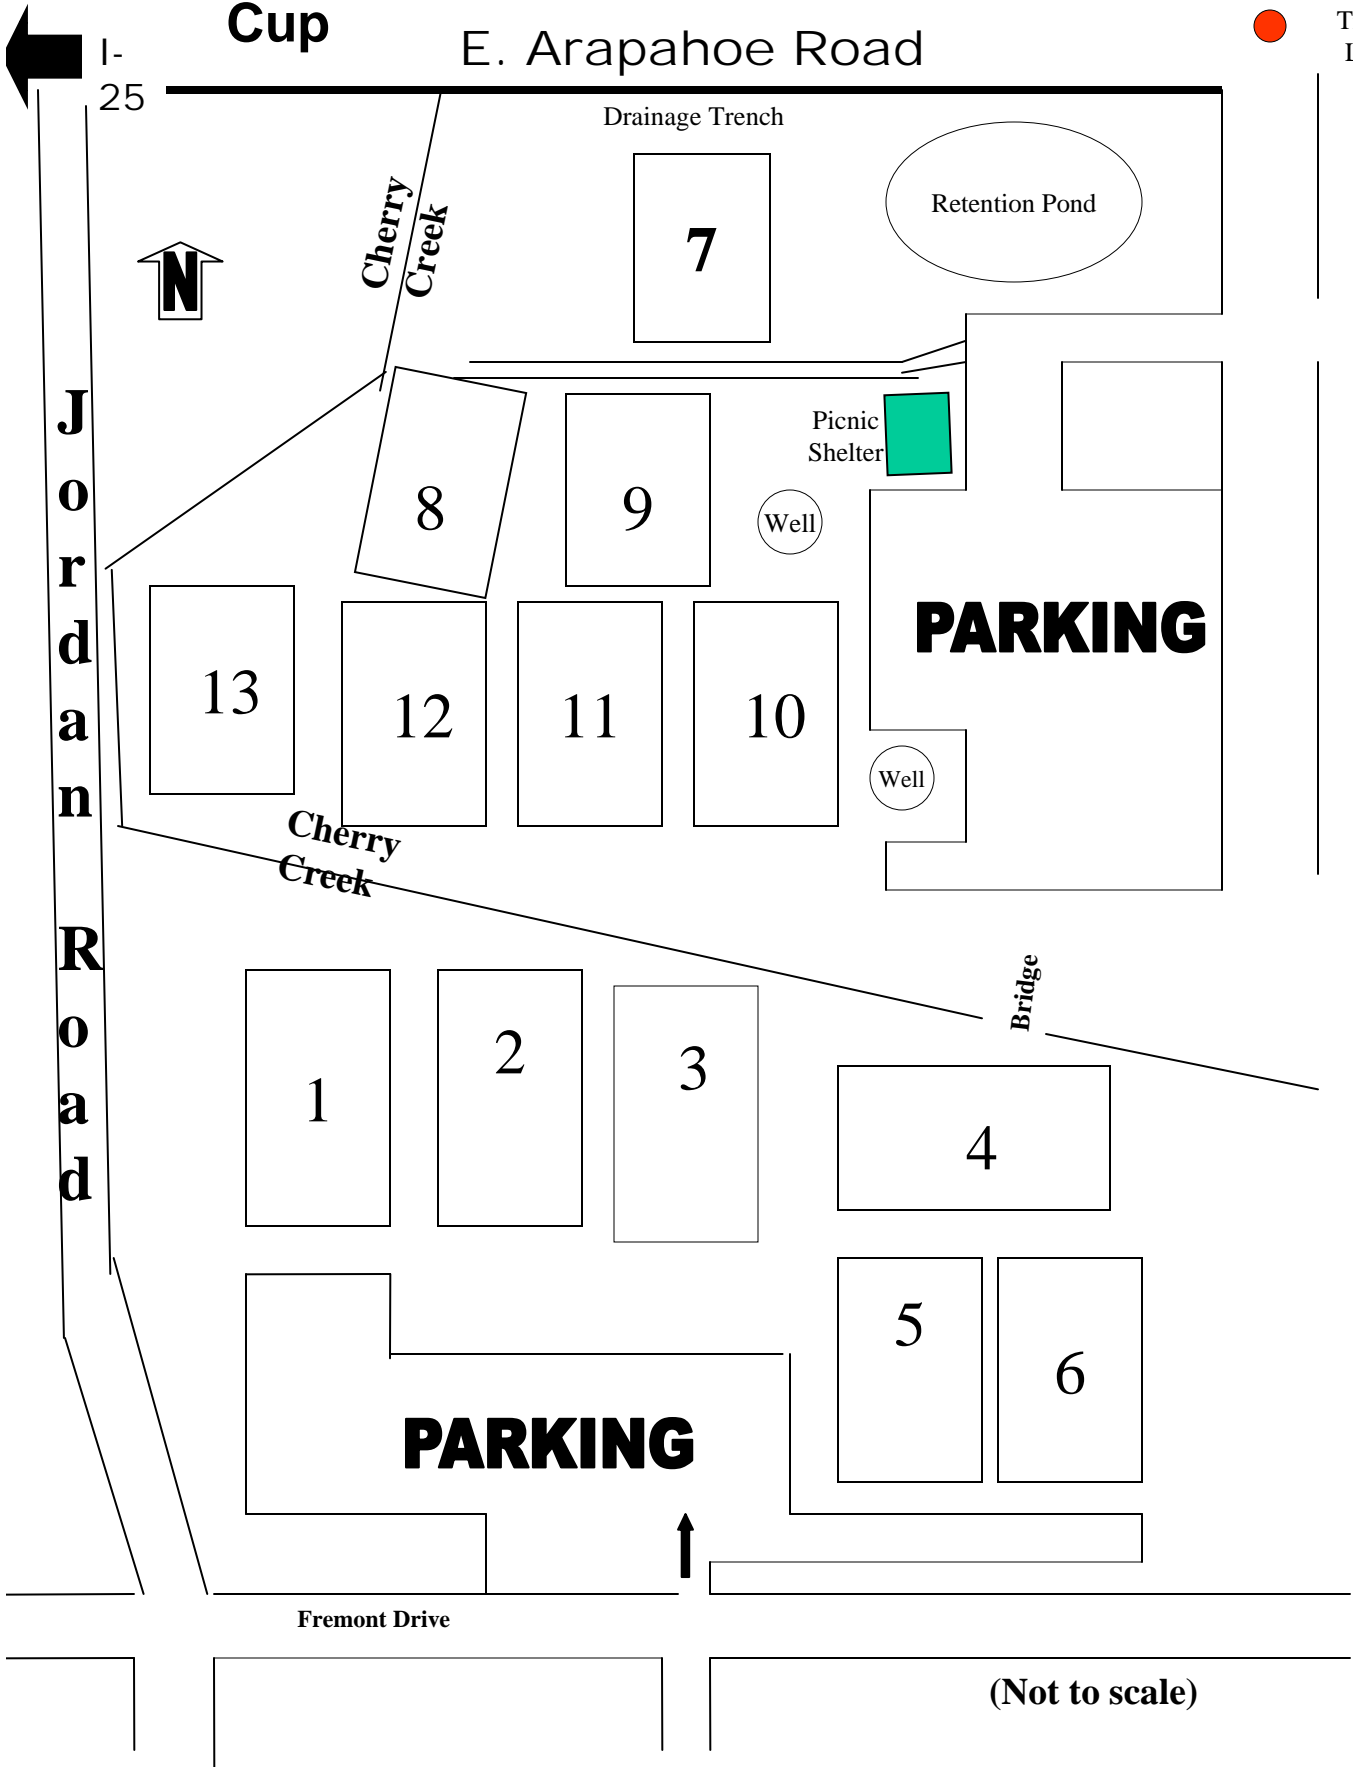 Cup
E. Arapahoe Road
I-
25
Drainage Trench
Retention Pond
Cherry
Creek
N
7
Jordan Road
Picnic
Shelter
8
9
Well
PARKING
13
12
11
10
Well
Cherry
Creek
Bridge
1
2
3
4
5
6
PARKING
Fremont Drive
(Not to scale)